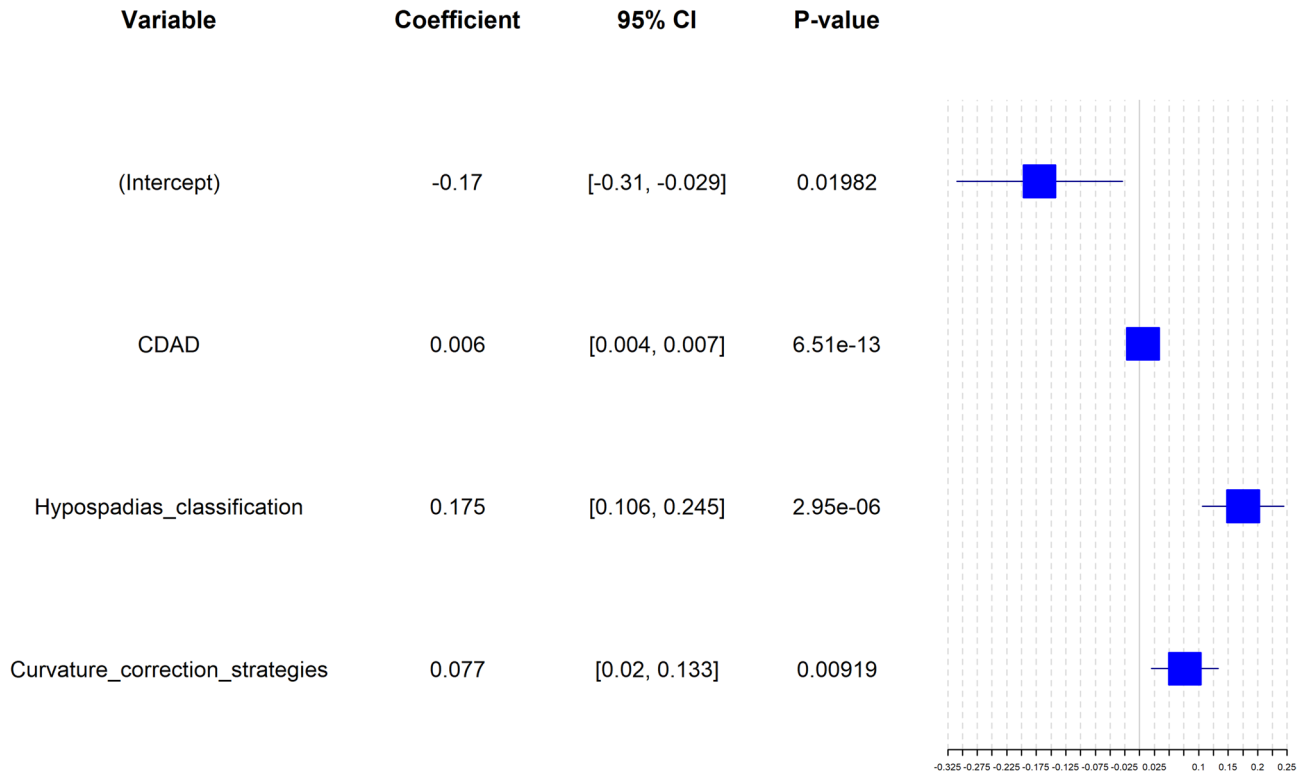 Variable Coefficient 95% CI P-value
(Intercept) -0.17 [-0.31, -0.029] 0.01982
CDAD 0.006 [0.004, 0.007] 6.51e-13
Hypospadias_classification 0.175 [0.106, 0.245] 2.95e-06
Curvature_correction_strategies 0.077 [0.02, 0.133] 0.00919
-0.325 -0.275 -0.225 -0.175 -0.125 -0.075 -0.025 0.025 0.1 0.15 0.2 0.25